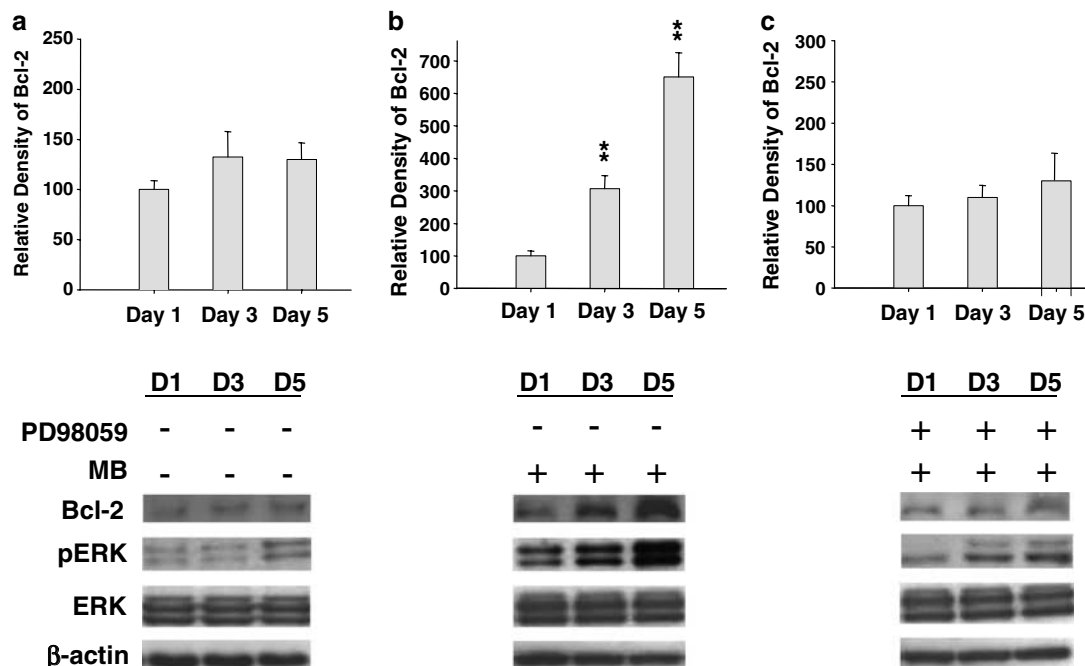 a
Relative Density of Bcl-2
250
200
150
100
50
0
Day 1 Day 3 Day 5
b
Relative Density of Bcl-2
700
600
500
400
300
200
100
0
**
**
Day 1 Day 3 Day 5
c
Relative Density of Bcl-2
300
250
200
150
100
50
0
Day 1 Day 3 Day 5
D1 D3 D5 D1 D3 D5 D1 D3 D5
PD98059 - - - - - - + + +
MB - - - + + + + + +
Bcl-2
pERK
ERK
β-actin